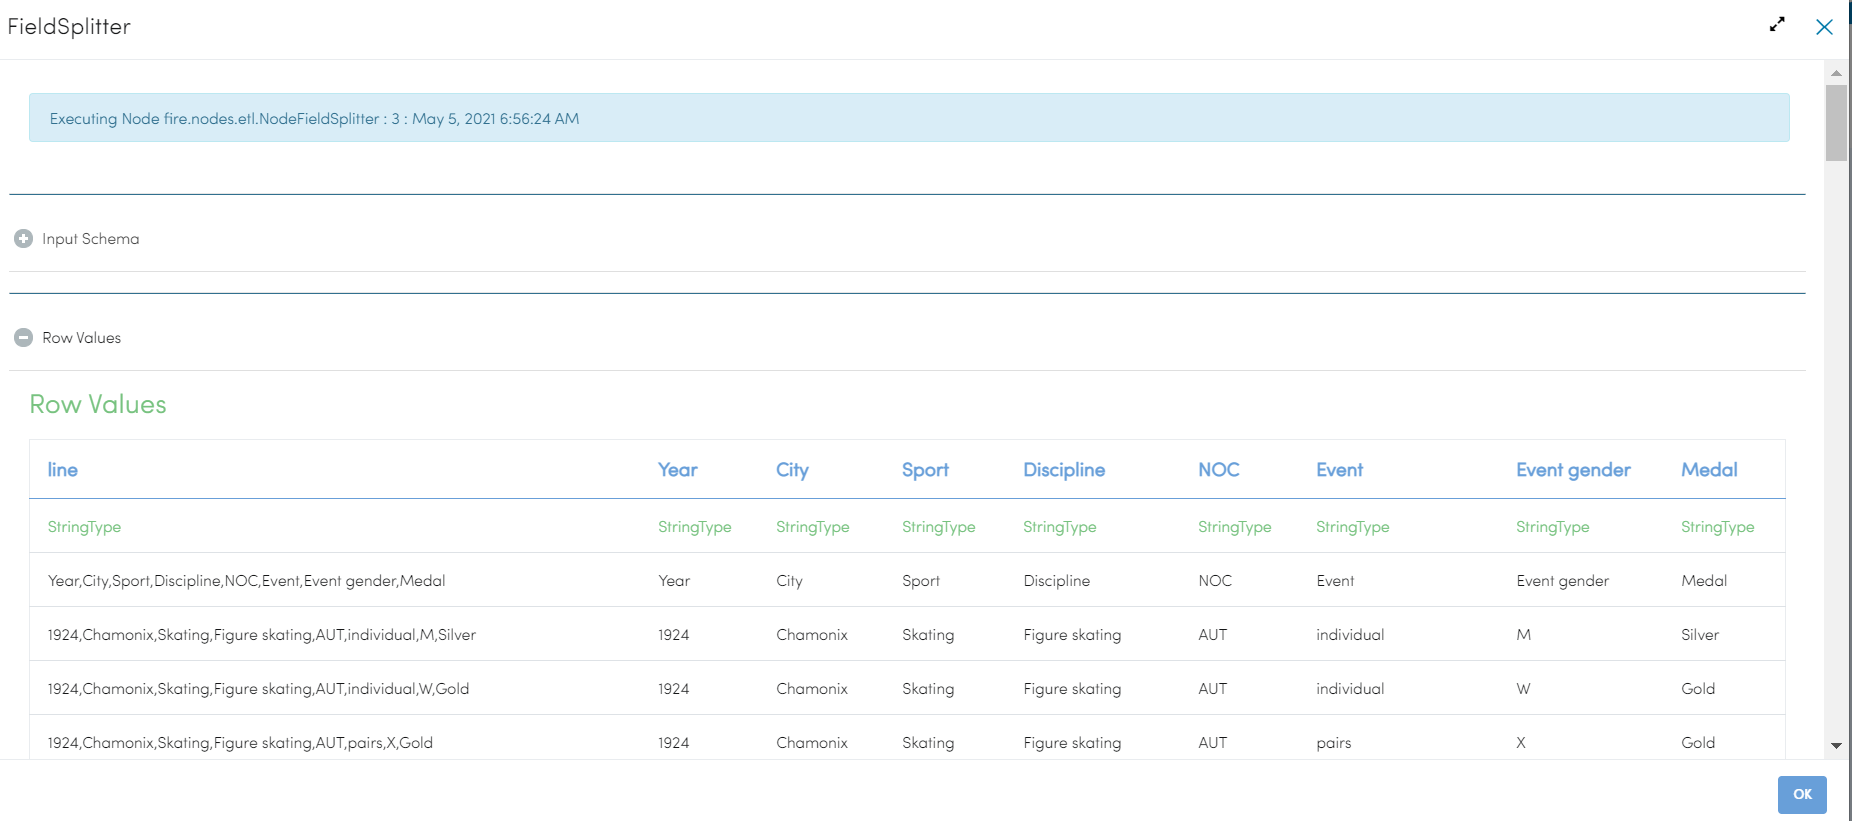 FieldSplitter
Executing Node fire.nodes.etl.NodeFieldSplitter : 3 : May 5, 2021 6:56:24 AM
Input Schema
Row Values
Row Values
line Year City Sport Discipline NOC Event Event gender Medal
StringType StringType StringType StringType StringType StringType StringType StringType StringType
Year,City,Sport,Discipline,NOC,Event,Event gender,Medal Year City Sport Discipline NOC Event Event gender Medal
1924,Chamonix,Skating,Figure skating,AUT,individual,M,Silver 1924 Chamonix Skating Figure skating AUT individual M Silver
1924,Chamonix,Skating,Figure skating,AUT,individual,W,Gold 1924 Chamonix Skating Figure skating AUT individual W Gold
1924,Chamonix,Skating,Figure skating,AUT,pairs,X,Gold 1924 Chamonix Skating Figure skating AUT pairs X Gold
OK